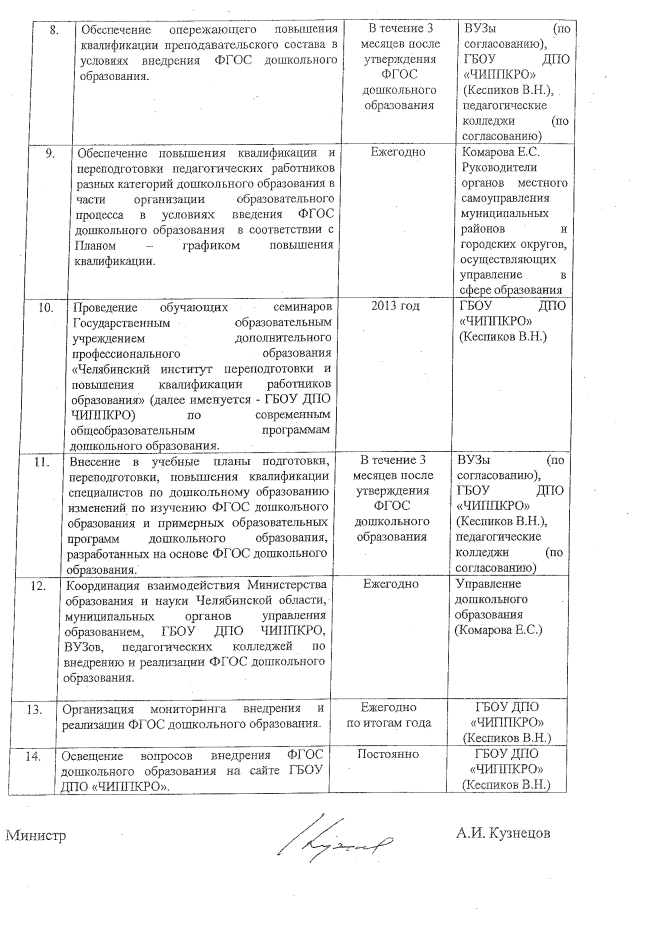 8.
Обеспечение опережающего повышения
квалификации преподавательского состава в
условиях внедрения ФГОС дошкольного
образования.
В течение 3
месяцев после
утверждения
ФГОС
дошкольного
образования
ВУЗы (по
согласованию),
ГБОУ ДПО
«ЧИППКРО»
(Кеспиков В.Н.),
педагогические
колледжи (по
согласованию)
9.
Обеспечение повышения квалификации и
переподготовки педагогических работников
разных категорий дошкольного образования в
части организации образовательного
процесса в условиях введения ФГОС
дошкольного образования в соответствии с
Планом – графиком повышения
квалификации.
Ежегодно
Комарова Е.С.
Руководители
органов местного
самоуправления
муниципальных
районов и
городских округов,
осуществляющих
управление в
сфере образования
10.
Проведение обучающих семинаров
Государственным образовательным
учреждением дополнительного
профессионального образования
«Челябинский институт переподготовки и
повышения квалификации работников
образования» (далее именуется - ГБОУ ДПО
ЧИППКРО) по современным
общеобразовательным программам
дошкольного образования.
2013 год
ГБОУ ДПО
«ЧИППКРО»
(Кеспиков В.Н.)
11.
Внесение в учебные планы подготовки,
переподготовки, повышения квалификации
специалистов по дошкольному образованию
изменений по изучению ФГОС дошкольного
образования и примерных образовательных
программ дошкольного образования,
разработанных на основе ФГОС дошкольного
образования.
В течение 3
месяцев после
утверждения
ФГОС
дошкольного
образования
ВУЗы (по
согласованию),
ГБОУ ДПО
«ЧИППКРО»
(Кеспиков В.Н.),
педагогические
колледжи (по
согласованию)
12.
Координация взаимодействия Министерства
образования и науки Челябинской области,
муниципальных органов управления
образованием, ГБОУ ДПО ЧИППКРО,
ВУЗов, педагогических колледжей по
внедрению и реализации ФГОС дошкольного
образования.
Ежегодно
Управление
дошкольного
образования
(Комарова Е.С.)
13.
Организация мониторинга внедрения и
реализации ФГОС дошкольного образования.
Ежегодно
по итогам года
ГБОУ ДПО
«ЧИППКРО»
(Кеспиков В.Н.)
14.
Освещение вопросов внедрения ФГОС
дошкольного образования на сайте ГБОУ
ДПО «ЧИППКРО».
Постоянно
ГБОУ ДПО
«ЧИППКРО»
(Кеспиков В.Н.)
Министр
А.И. Кузнецов